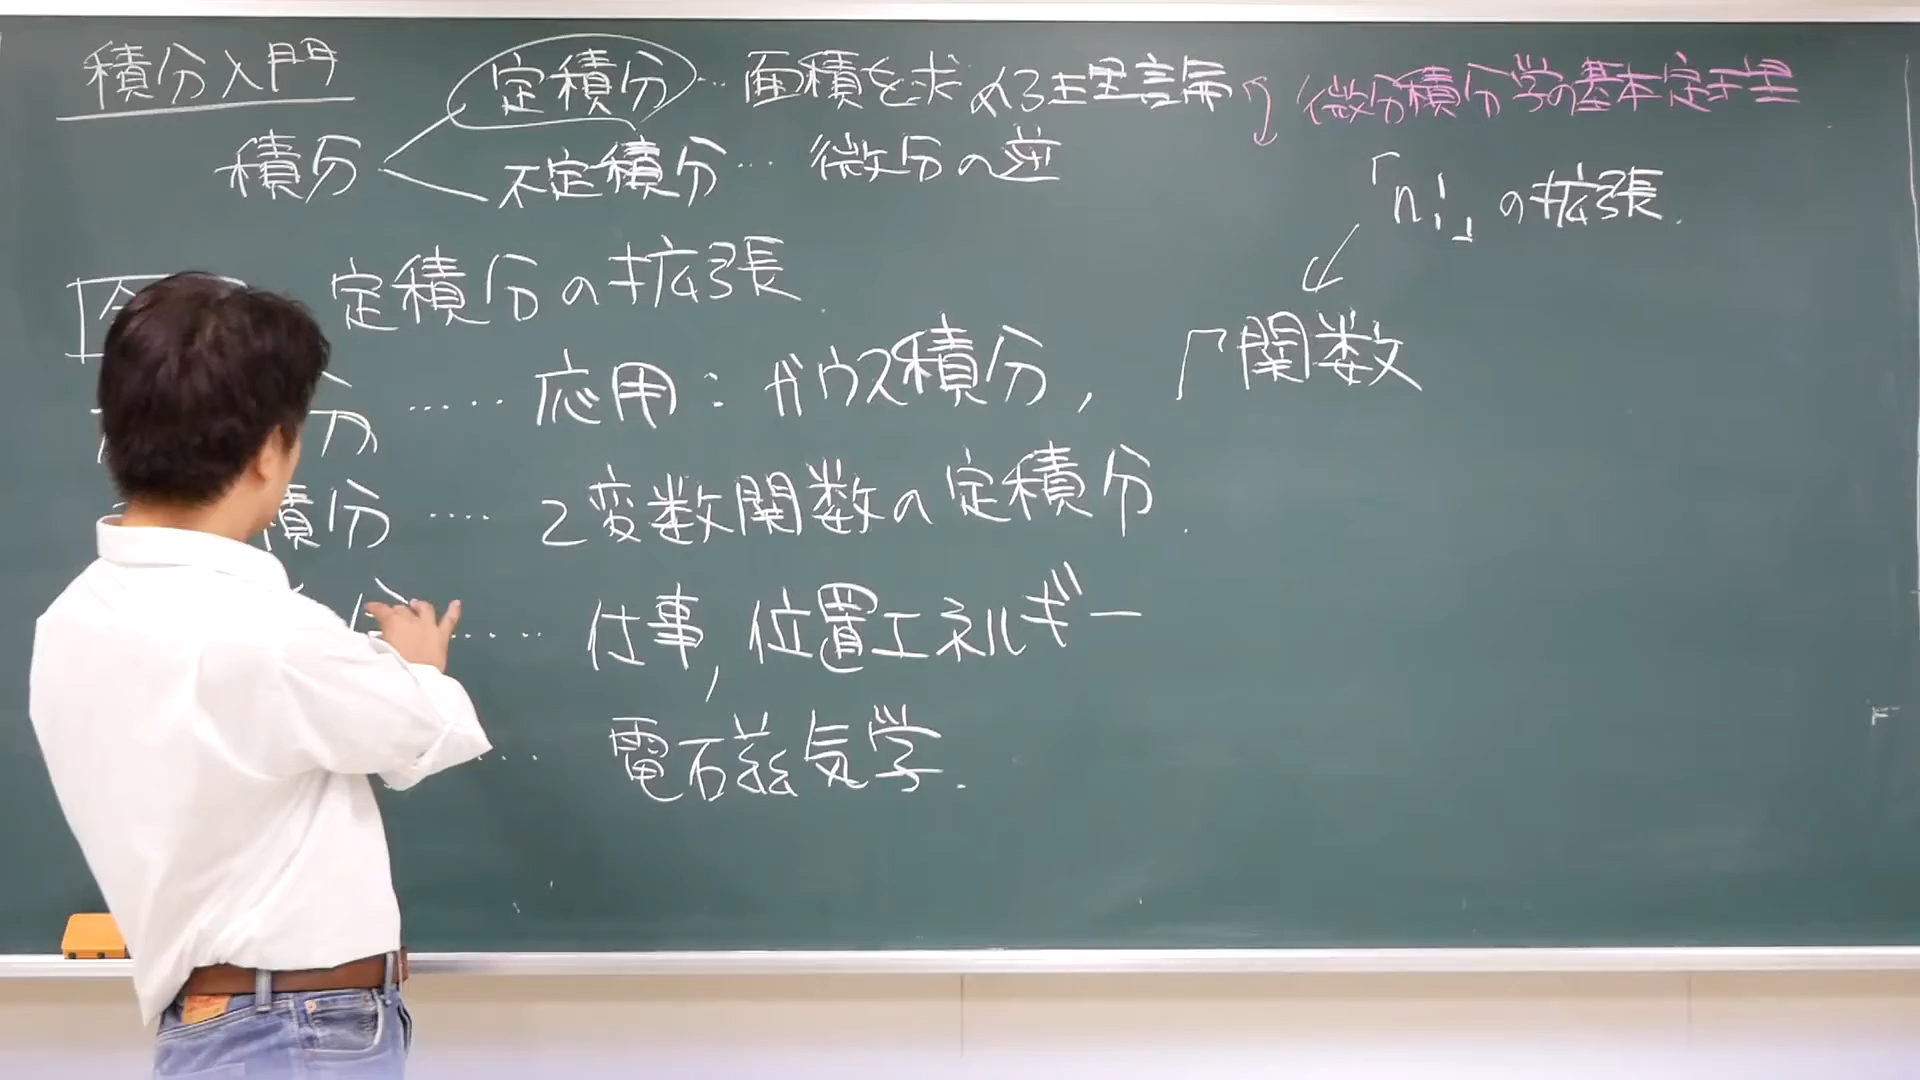 積分入門
定積分 … 面積を求める理論
微分積分学の基本定理
積分
不定積分 … 微分の逆
「n!」の拡張.
定積分の拡張.
分 …… 応用：ガウス積分, Γ関数
積分 …… 2変数関数の定積分.
分 …… 仕事, 位置エネルギー
… 電磁気学.